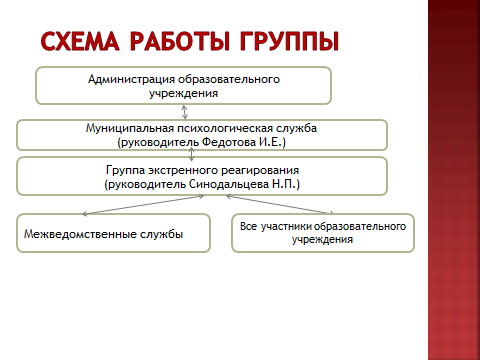 СХЕМА РАБОТЫ ГРУППЫ
Администрация образовательного
учреждения
Муниципальная психологическая служба
(руководитель Федотова И.Е.)
Группа экстренного реагирования
(руководитель Синодальцева Н.П.)
Межведомственные службы
Все участники образовательного
учреждения